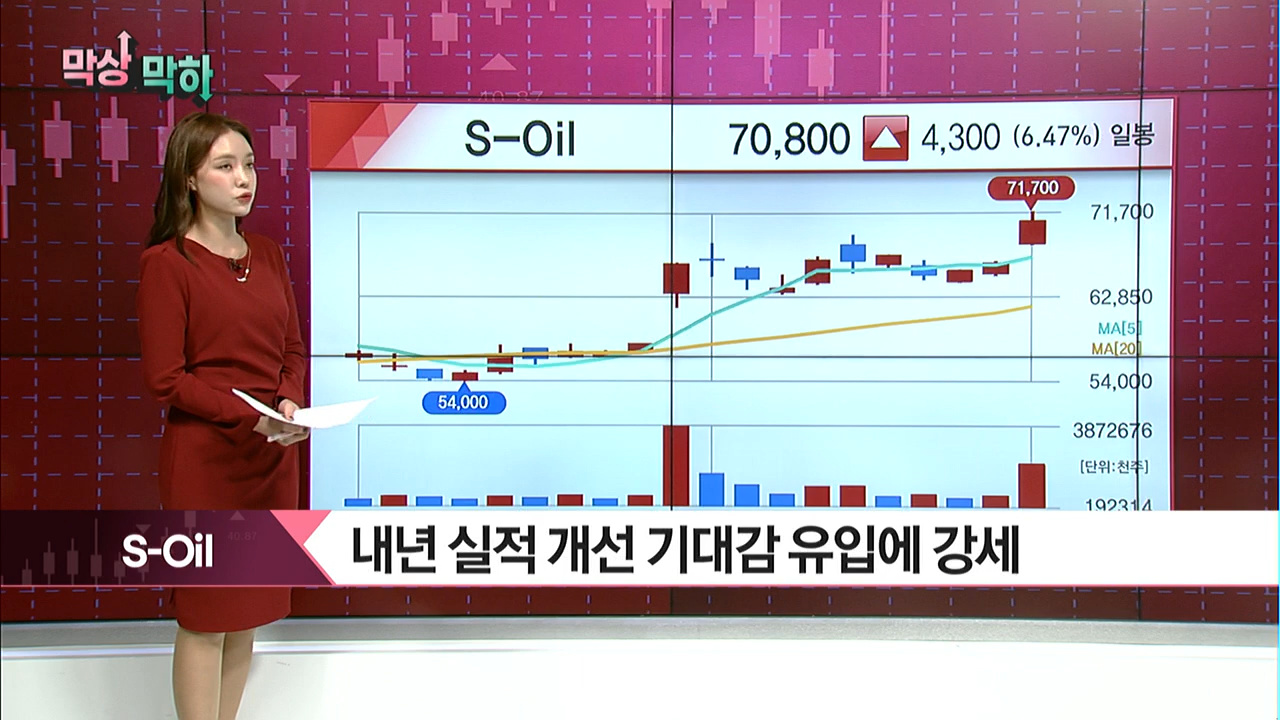 막상 막하
S-Oil 70,800 ▲ 4,300 (6.47%) 일봉
71,700
71,700
62,850
MA[5]
MA[20]
54,000
54,000
3872676
[단위:천주]
192314
S-Oil 내년 실적 개선 기대감 유입에 강세